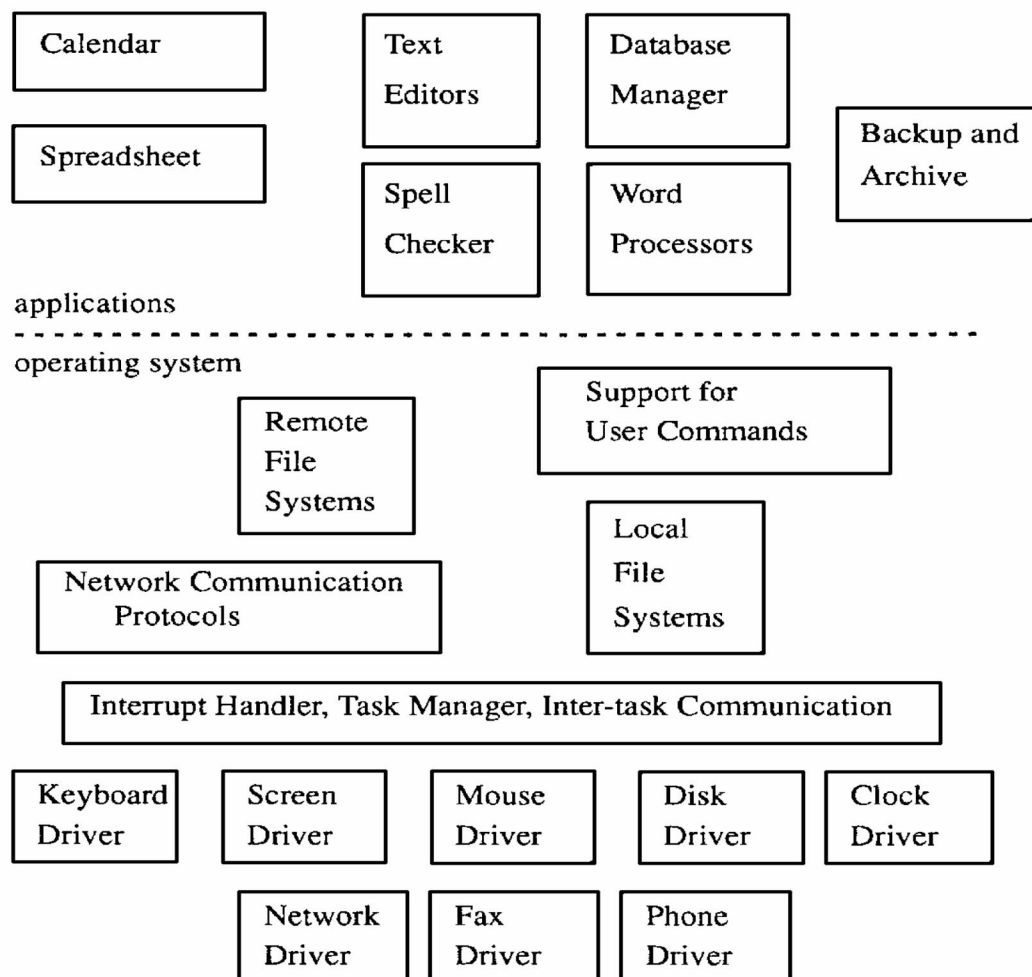 Calendar
Text
Editors
Database
Manager
Backup and
Archive
Spreadsheet
Spell
Checker
Word
Processors
applications
operating system
Support for
User Commands
Remote
File
Systems
Local
File
Systems
Network Communication
Protocols
Interrupt Handler, Task Manager, Inter-task Communication
Keyboard
Driver
Screen
Driver
Mouse
Driver
Disk
Driver
Clock
Driver
Network
Driver
Fax
Driver
Phone
Driver